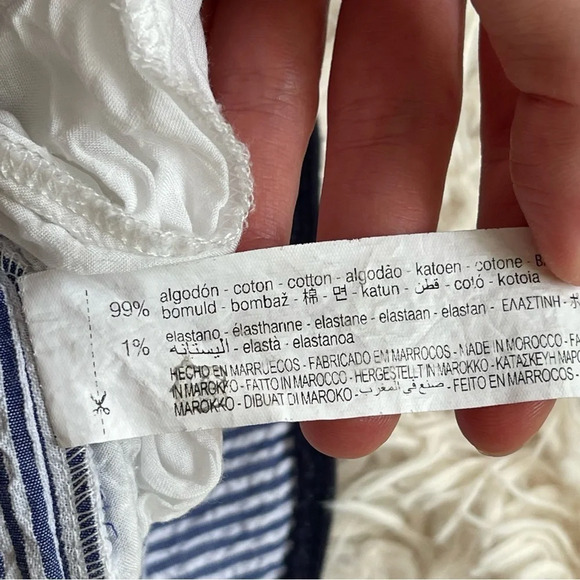 99% algodón - coton - cotton - algodão - katoen - cotone -
bomuld - bombaž - 棉 - 면 - katun - قطن - cotó - kotoia
1% elastano - élasthanne - elastane - elastaan - elastan - ΕΛΑΣΤΙΝΗ -
اليستانه - elastà - elastanoa
HECHO EN MARRUECOS - FABRICADO EM MARROCOS - MADE IN MOROCCO -
IN MAROKKO - FATTO IN MAROCCO - HERGESTELLT IN MAROKKO - ΚΑΤΑΣΚΕΥΗ
MAROKKO - DIBUAT DI MAROKO - صنع في المغرب - FEITO EN MARROCOS -